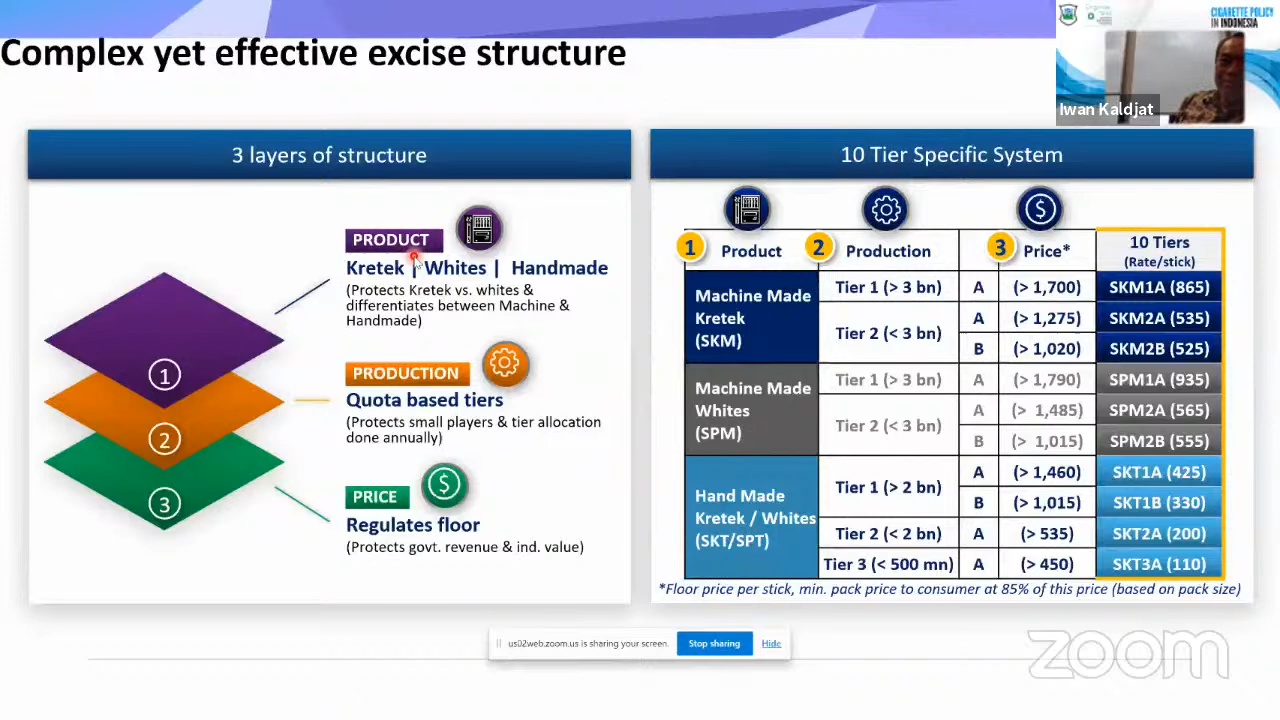 Complex yet effective excise structure
CIGARETTE POLICY
IN INDONESIA
Iwan Kaldjat
3 layers of structure
PRODUCT
Kretek | Whites | Handmade
(Protects Kretek vs. whites &
differentiates between Machine &
Handmade)
PRODUCTION
Quota based tiers
(Protects small players & tier allocation
done annually)
PRICE
Regulates floor
(Protects govt. revenue & ind. value)
1
2
3
10 Tier Specific System
1 Product 2 Production 3 Price* 10 Tiers
(Rate/stick)
Machine Made
Kretek
(SKM)
Tier 1 (> 3 bn) A (> 1,700) SKM1A (865)
Tier 2 (< 3 bn) A (> 1,275) SKM2A (535)
B (> 1,020) SKM2B (525)
Machine Made
Whites
(SPM)
Tier 1 (> 3 bn) A (> 1,790) SPM1A (935)
Tier 2 (< 3 bn) A (> 1,485) SPM2A (565)
B (> 1,015) SPM2B (555)
Hand Made
Kretek / Whites
(SKT/SPT)
Tier 1 (> 2 bn) A (> 1,460) SKT1A (425)
B (> 1,015) SKT1B (330)
Tier 2 (< 2 bn) A (> 535) SKT2A (200)
Tier 3 (< 500 mn) A (> 450) SKT3A (110)
*Floor price per stick, min. pack price to consumer at 85% of this price (based on pack size)
us02web.zoom.us is sharing your screen. Stop sharing Hide
zoom